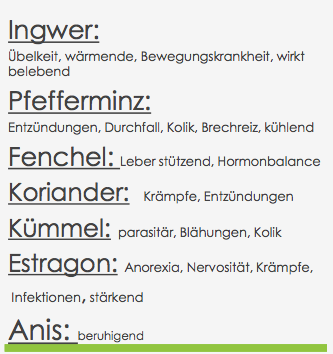 Ingwer:
Übelkeit, wärmende, Bewegungskrankheit, wirkt
belebend
Pfefferminz:
Entzündungen, Durchfall, Kolik, Brechreiz, kühlend
Fenchel: Leber stützend, Hormonbalance
Koriander: Krämpfe, Entzündungen
Kümmel: parasitär, Blähungen, Kolik
Estragon: Anorexia, Nervosität, Krämpfe,
Infektionen, stärkend
Anis: beruhigend